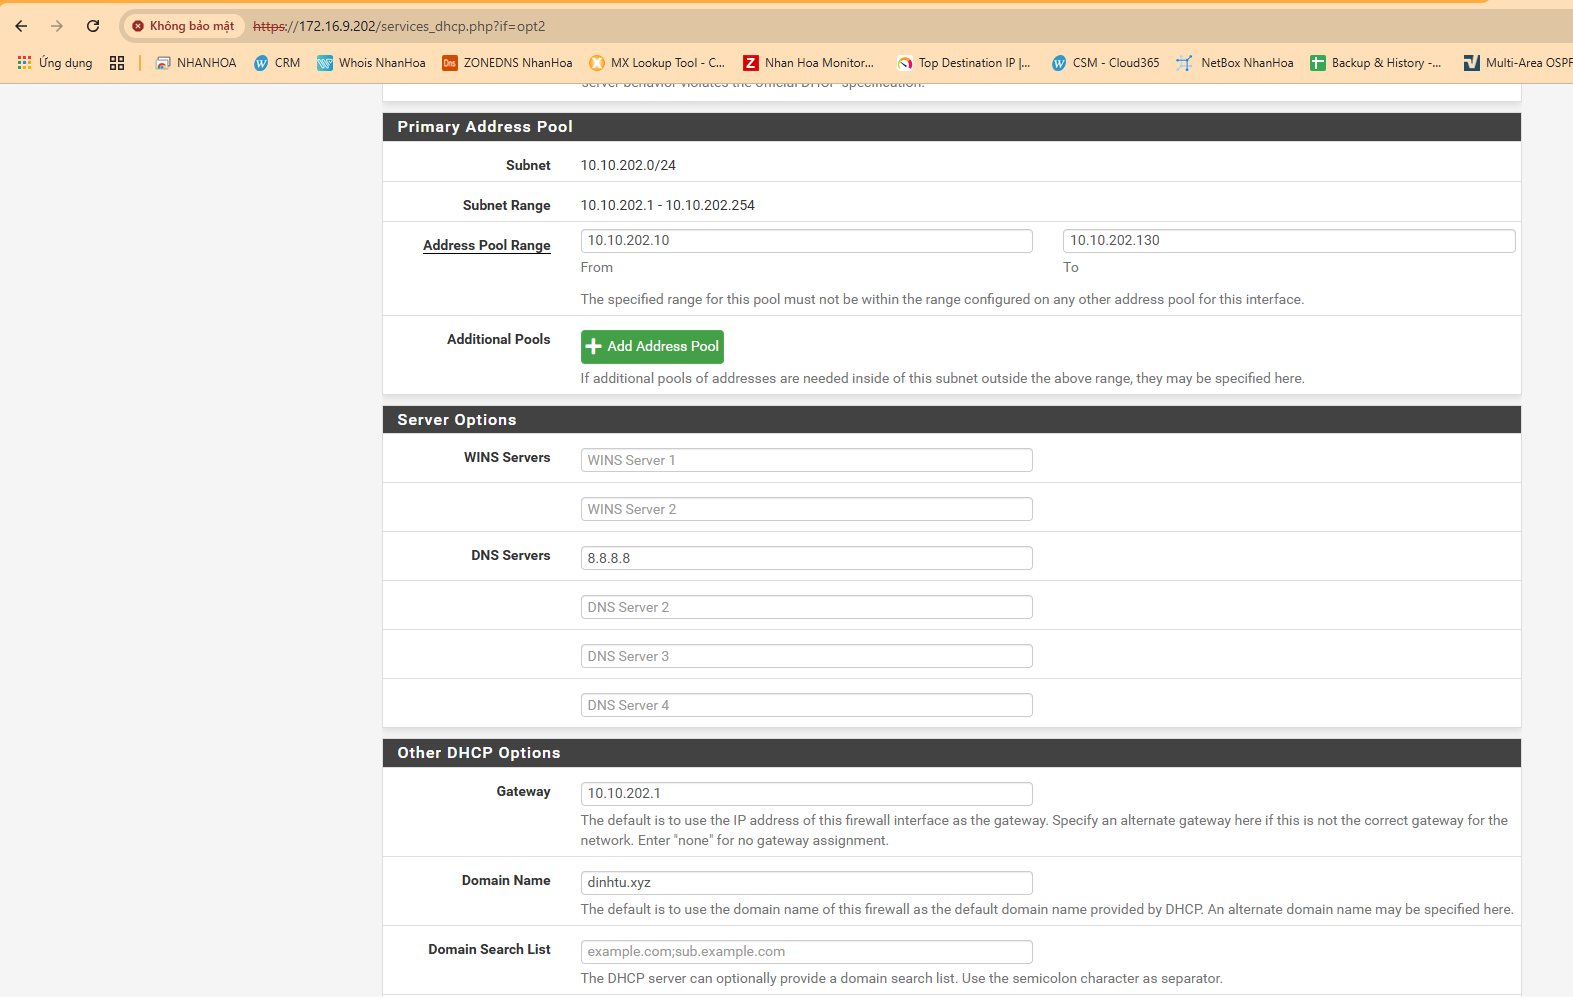 Không bảo mật
https://172.16.9.202/services_dhcp.php?if=opt2
Ứng dụng
NHANHOA
CRM
Whois NhanHoa
Dns
ZONEDNS NhanHoa
MX Lookup Tool - C...
Z
Nhan Hoa Monitor...
Top Destination IP |...
CSM - Cloud365
NetBox NhanHoa
Backup & History -...
Multi-Area OSPF
server behavior violates the official DHCP specification.
Primary Address Pool
Subnet
10.10.202.0/24
Subnet Range
10.10.202.1 - 10.10.202.254
Address Pool Range
10.10.202.10
10.10.202.130
From
To
The specified range for this pool must not be within the range configured on any other address pool for this interface.
Additional Pools
Add Address Pool
If additional pools of addresses are needed inside of this subnet outside the above range, they may be specified here.
Server Options
WINS Servers
WINS Server 1
WINS Server 2
DNS Servers
8.8.8.8
DNS Server 2
DNS Server 3
DNS Server 4
Other DHCP Options
Gateway
10.10.202.1
The default is to use the IP address of this firewall interface as the gateway. Specify an alternate gateway here if this is not the correct gateway for the
network. Enter "none" for no gateway assignment.
Domain Name
dinhtu.xyz
The default is to use the domain name of this firewall as the default domain name provided by DHCP. An alternate domain name may be specified here.
Domain Search List
example.com;sub.example.com
The DHCP server can optionally provide a domain search list. Use the semicolon character as separator.